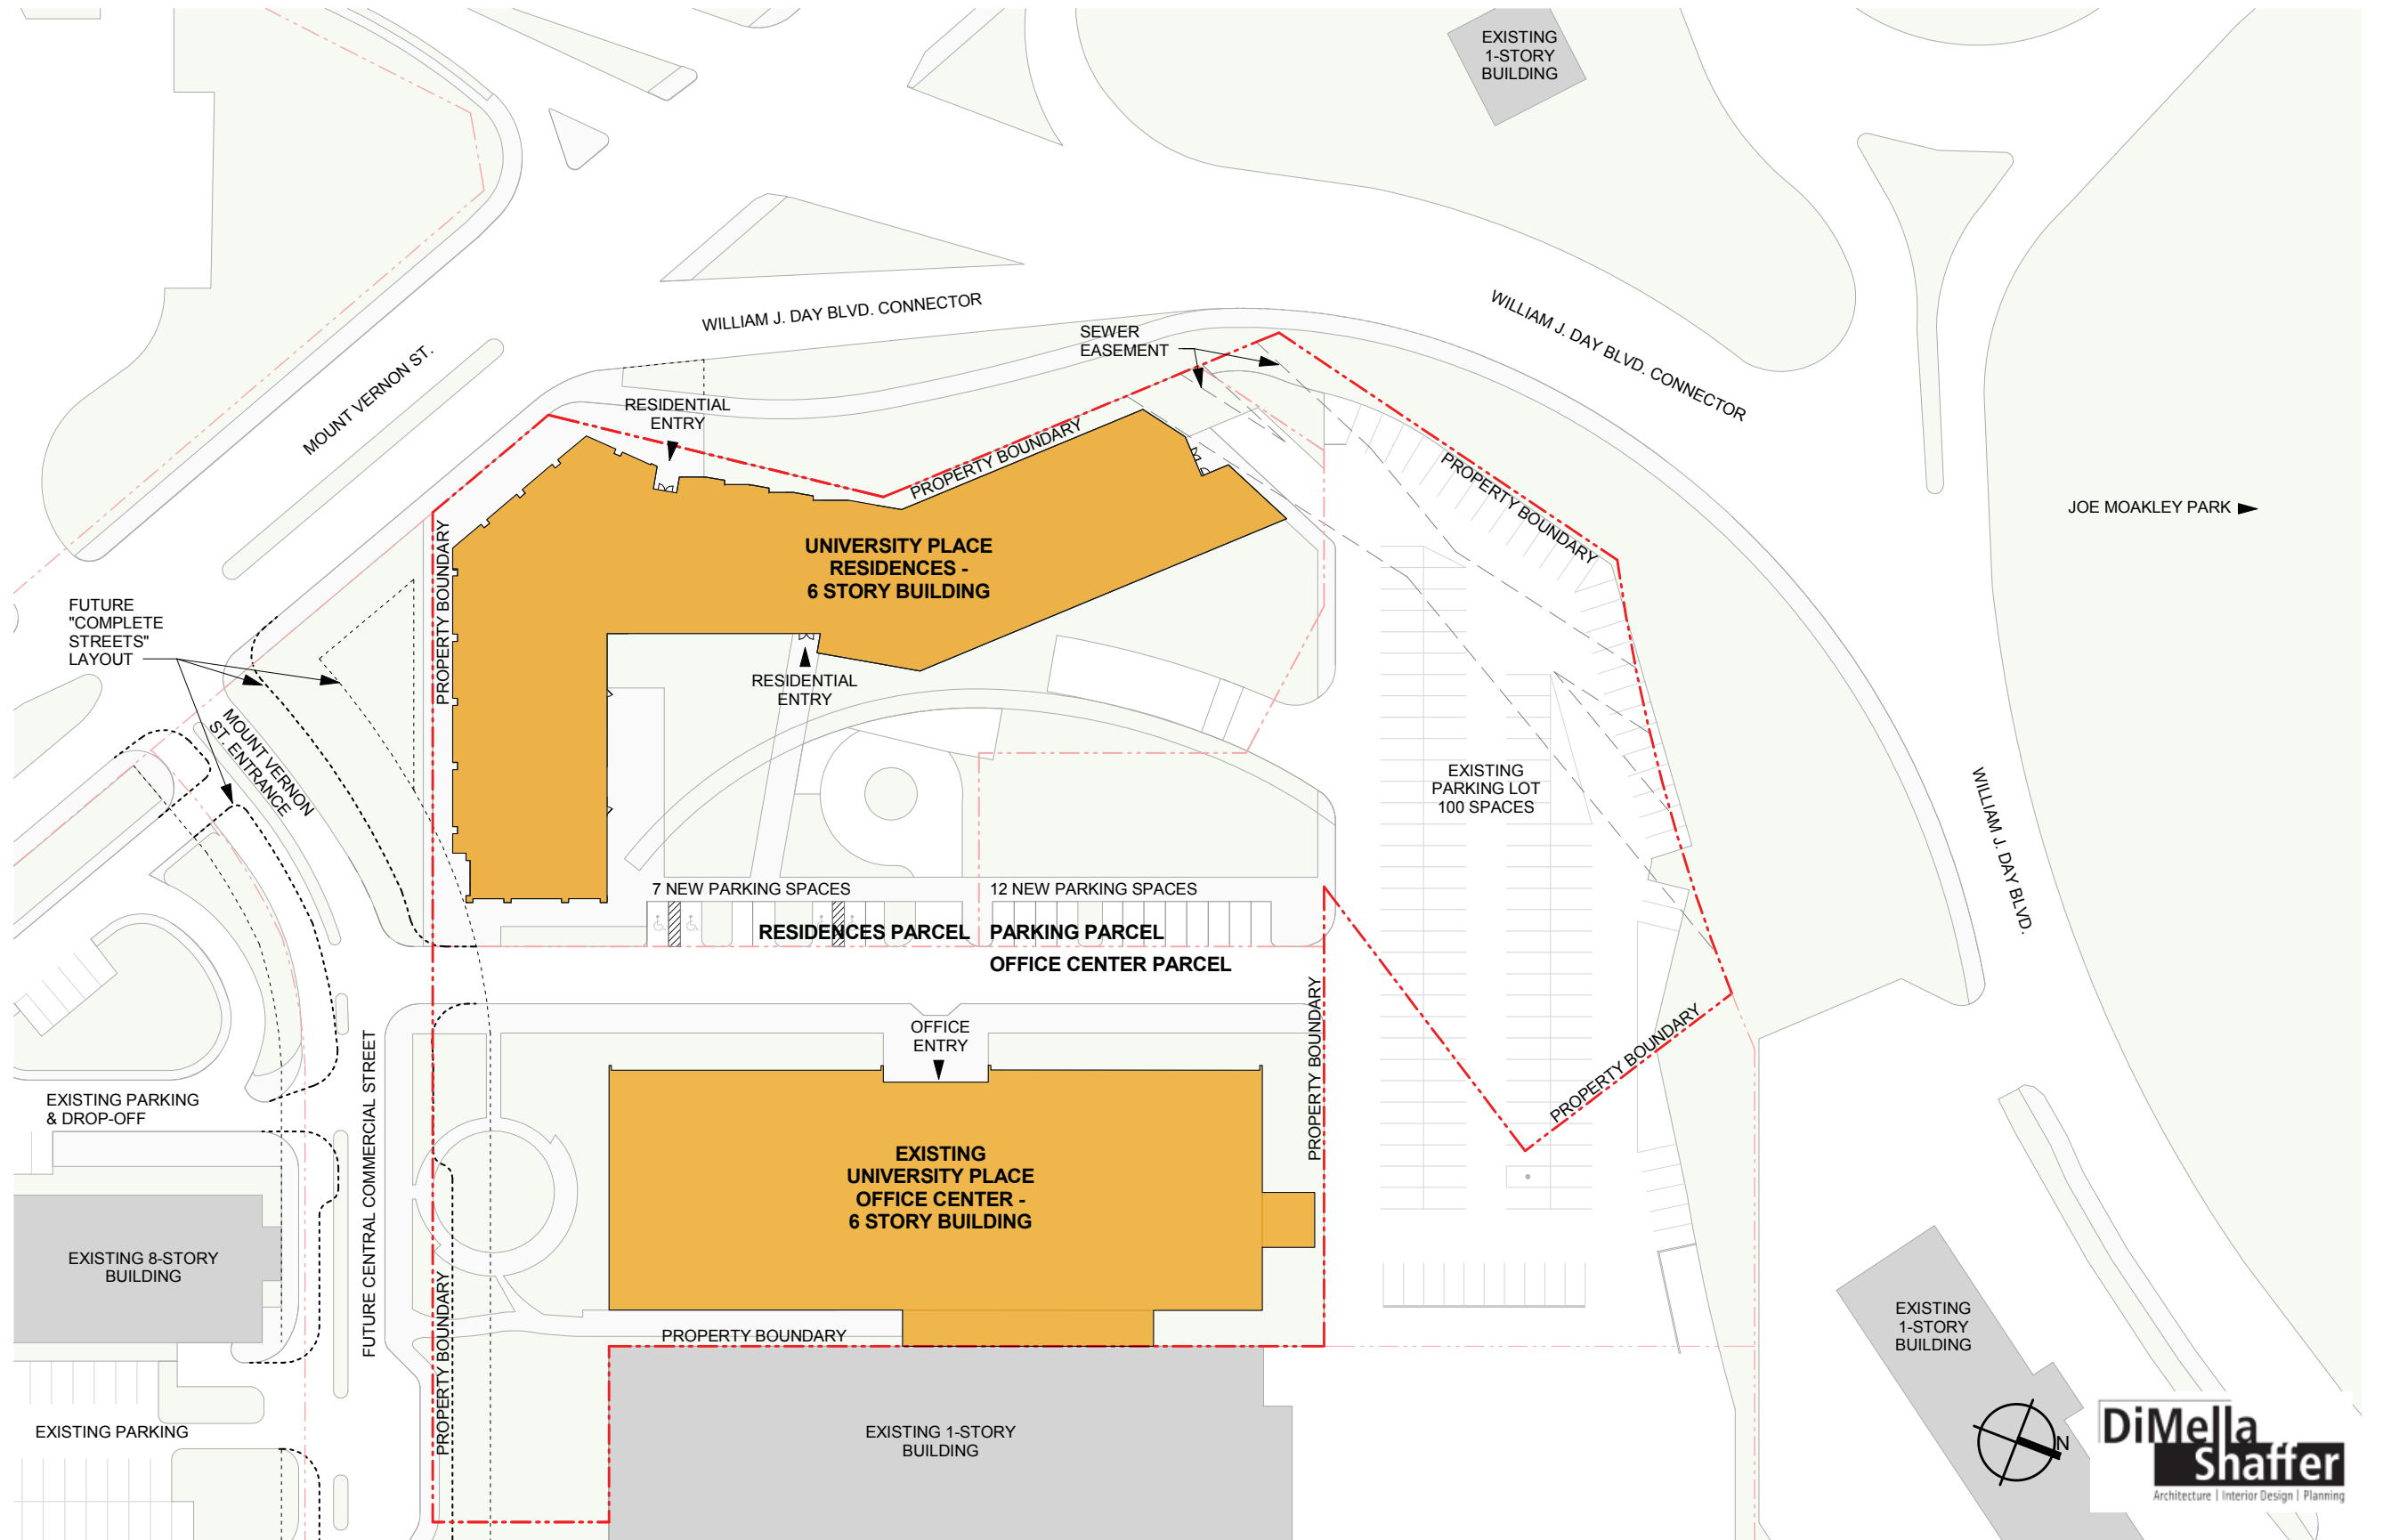 EXISTING
1-STORY
BUILDING
WILLIAM J. DAY BLVD. CONNECTOR
WILLIAM J. DAY BLVD. CONNECTOR
SEWER
EASEMENT
MOUNT VERNON ST.
RESIDENTIAL
ENTRY
PROPERTY BOUNDARY
PROPERTY BOUNDARY
JOE MOAKLEY PARK
PROPERTY BOUNDARY
UNIVERSITY PLACE
RESIDENCES -
6 STORY BUILDING
FUTURE
"COMPLETE
STREETS"
LAYOUT
RESIDENTIAL
ENTRY
MOUNT VERNON
ST. ENTRANCE
EXISTING
PARKING LOT
100 SPACES
WILLIAM J. DAY BLVD.
7 NEW PARKING SPACES
12 NEW PARKING SPACES
RESIDENCES PARCEL
PARKING PARCEL
OFFICE CENTER PARCEL
OFFICE
ENTRY
PROPERTY BOUNDARY
PROPERTY BOUNDARY
EXISTING PARKING
& DROP-OFF
FUTURE CENTRAL COMMERCIAL STREET
EXISTING
UNIVERSITY PLACE
OFFICE CENTER -
6 STORY BUILDING
EXISTING 8-STORY
BUILDING
PROPERTY BOUNDARY
PROPERTY BOUNDARY
EXISTING
1-STORY
BUILDING
EXISTING PARKING
EXISTING 1-STORY
BUILDING
N
DiMella
Shaffer
Architecture | Interior Design | Planning